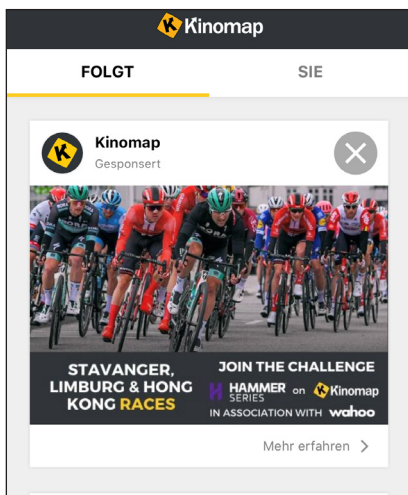 Kinomap
FOLGT SIE
Kinomap
Gesponsert
STAVANGER,
LIMBURG & HONG
KONG RACES
JOIN THE CHALLENGE
HAMMER SERIES on Kinomap
IN ASSOCIATION WITH wahoo
Mehr erfahren